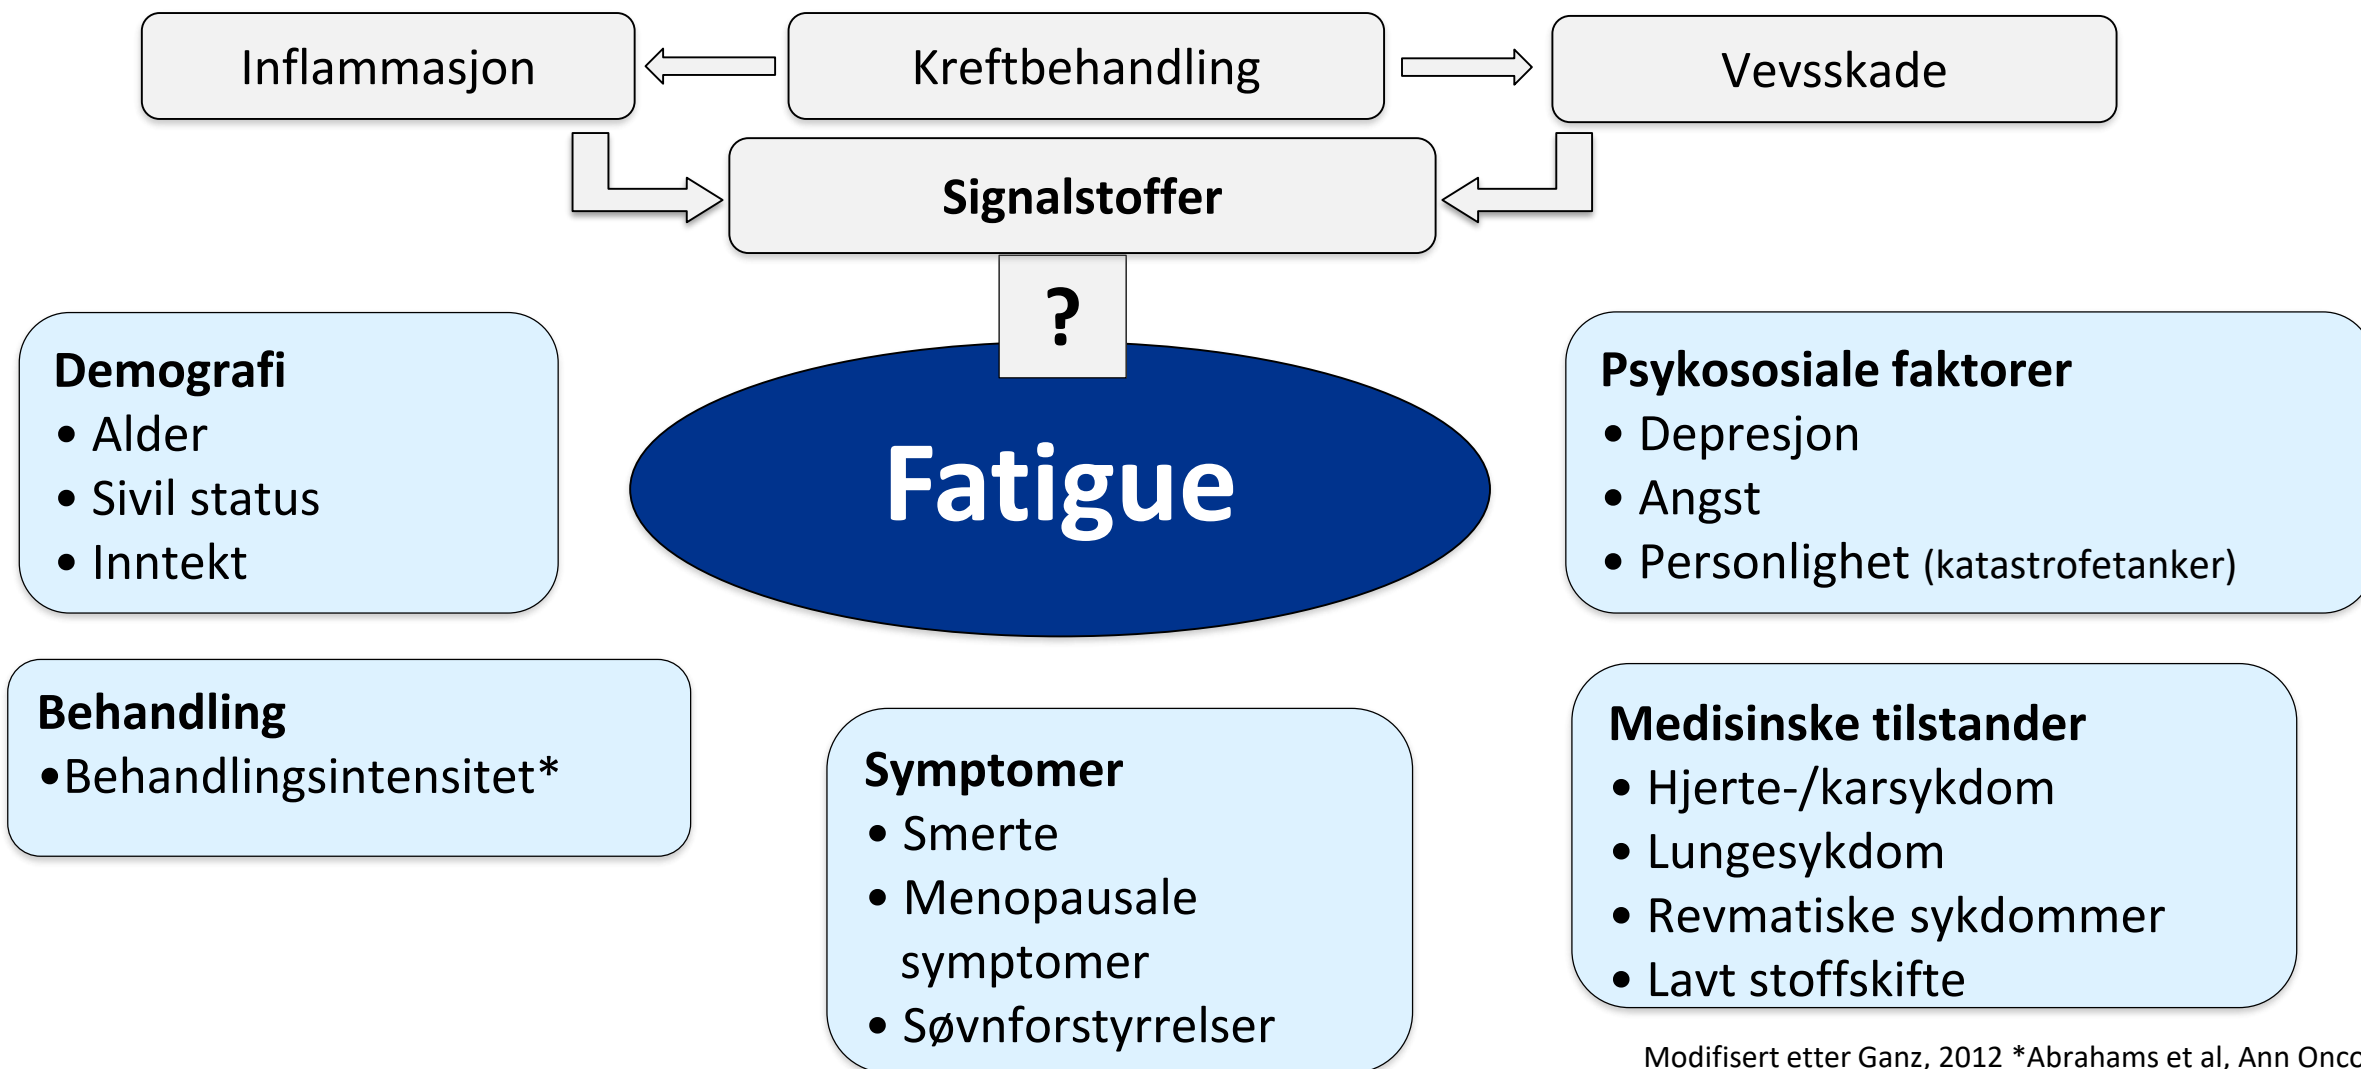 Inflammasjon
Kreftbehandling
Vevsskade
Signalstoffer
?
Fatigue
Demografi
• Alder
• Sivil status
• Inntekt
Psykososiale faktorer
• Depresjon
• Angst
• Personlighet (katastrofetanker)
Behandling
•Behandlingsintensitet*
Symptomer
• Smerte
• Menopausale
symptomer
• Søvnforstyrrelser
Medisinske tilstander
• Hjerte-/karsykdom
• Lungesykdom
• Revmatiske sykdommer
• Lavt stoffskifte
Modifisert etter Ganz, 2012 *Abrahams et al, Ann Onco